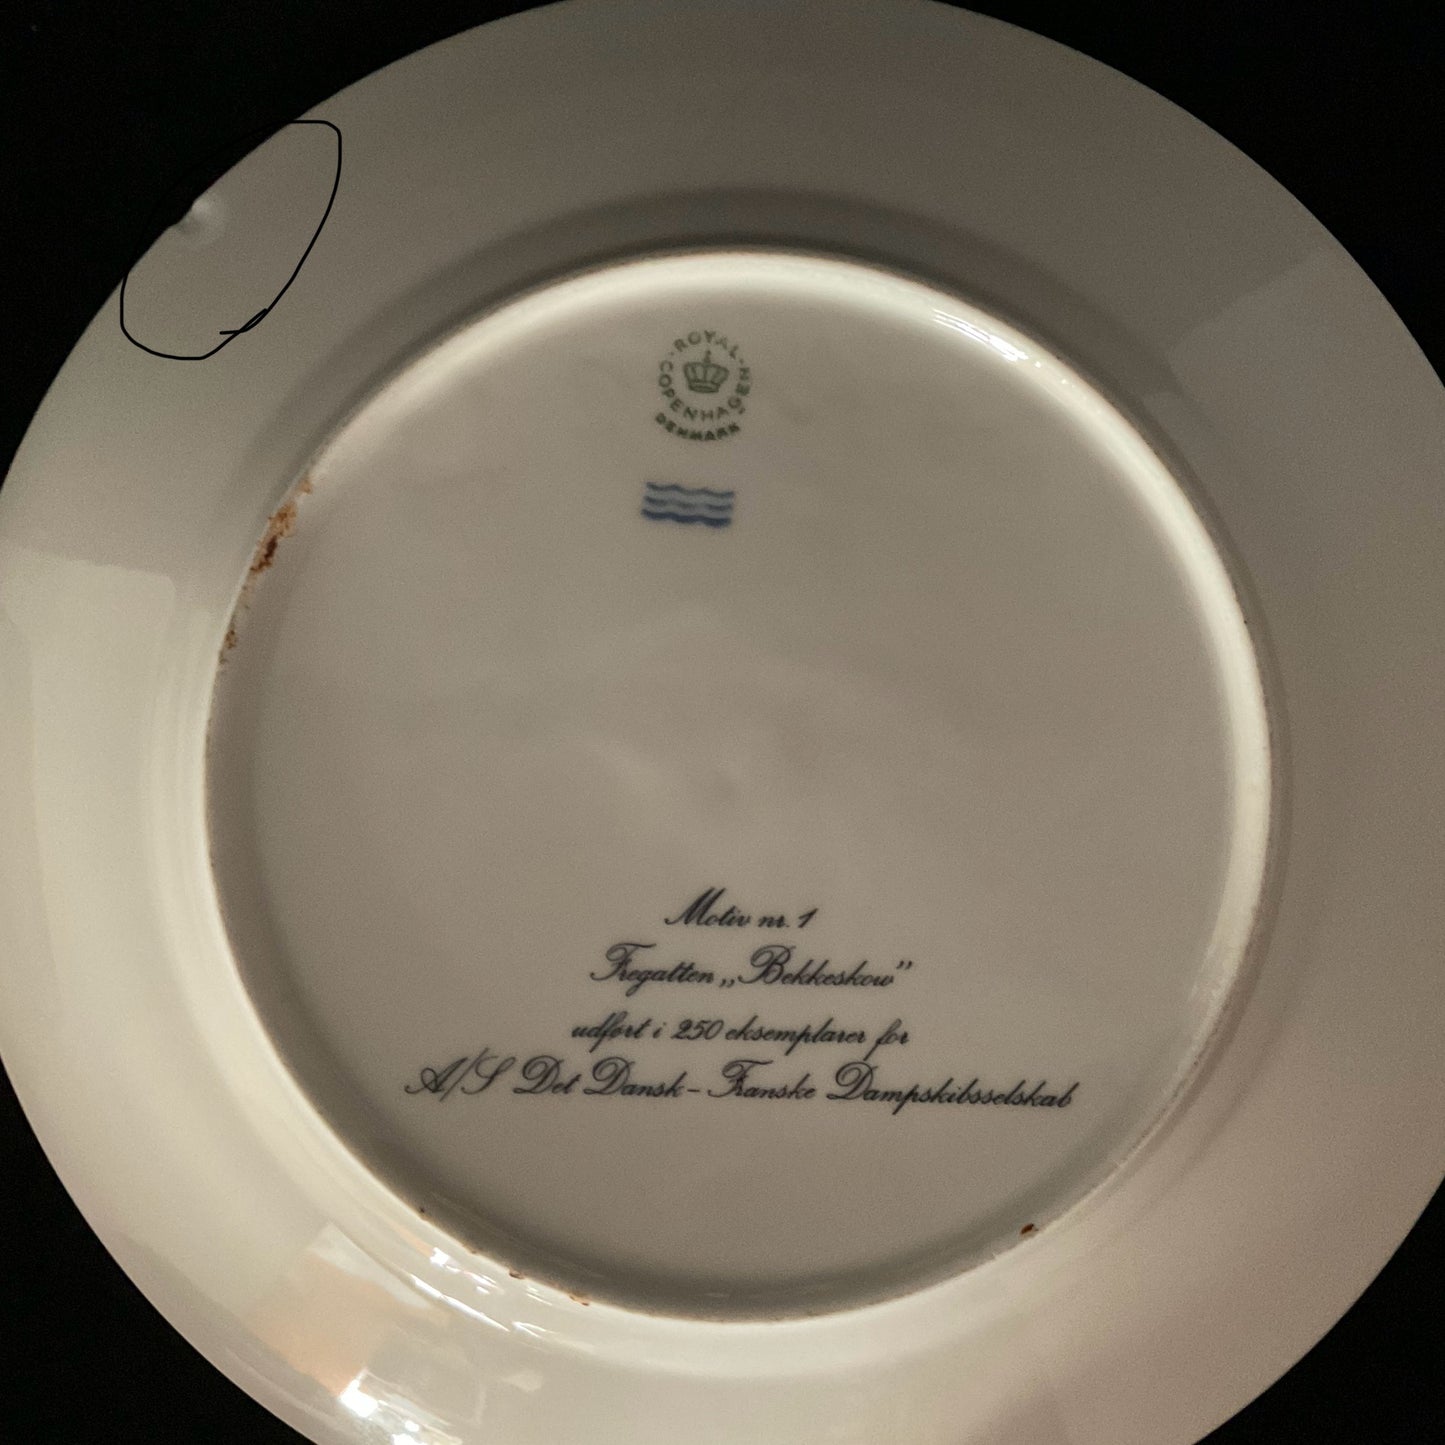 ROYAL
COPENHAGEN
DENMARK
Motiv nr. 1
Fregatten „Bekkeskow”
udført i 250 eksemplarer for
A/S Det Dansk-Franske Dampskibsselskab